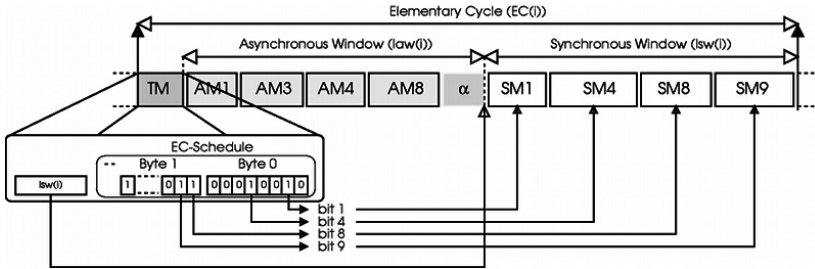 Elementary Cycle (EC(i))
Asynchronous Window (law(i)) Synchronous Window (lsw(i))
TM AM1 AM3 AM4 AM8 α SM1 SM4 SM8 SM9
EC-Schedule
Byte 1 Byte 0
lsw(i) 1 0 1 1 0 0 0 1 0 0 1 0
bit 1
bit 4
bit 8
bit 9